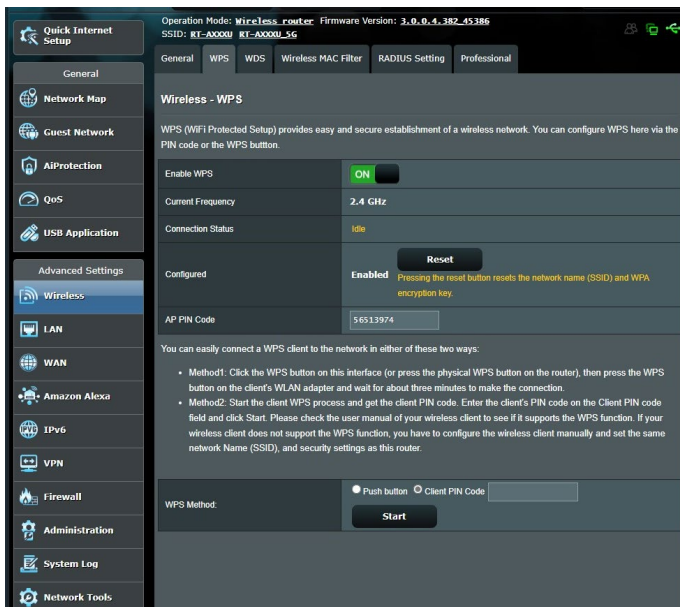 Quick Internet
Setup
Operation Mode: Wireless router Firmware Version: 3.0.0.4.382_45386
SSID: RT-AXXXU RT-AXXXU_5G
General WPS WDS Wireless MAC Filter RADIUS Setting Professional
General
Network Map
Guest Network
AiProtection
QoS
USB Application
Advanced Settings
Wireless
LAN
WAN
Amazon Alexa
IPv6
VPN
Firewall
Administration
System Log
Network Tools
Wireless - WPS
WPS (WiFi Protected Setup) provides easy and secure establishment of a wireless network. You can configure WPS here via the
PIN code or the WPS buttton.
Enable WPS ON
Current Frequency 2.4 GHz
Connection Status Idle
Configured Enabled Reset
Pressing the reset button resets the network name (SSID) and WPA
encryption key.
AP PIN Code 56513974
You can easily connect a WPS client to the network in either of these two ways:
• Method1: Click the WPS button on this interface (or press the physical WPS button on the router), then press the WPS
button on the client's WLAN adapter and wait for about three minutes to make the connection.
• Method2: Start the client WPS process and get the client PIN code. Enter the client's PIN code on the Client PIN code
field and click Start. Please check the user manual of your wireless client to see if it supports the WPS function. If your
wireless client does not support the WPS function, you have to configure the wireless client manually and set the same
network Name (SSID), and security settings as this router.
WPS Method: Push button Client PIN Code
Start